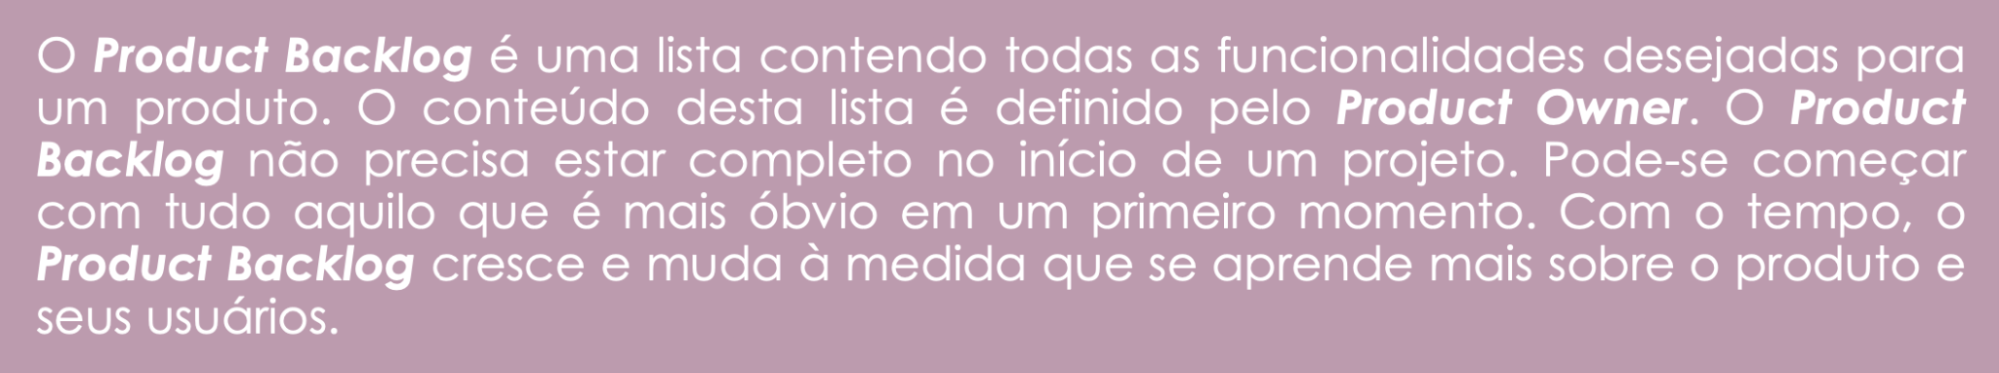 O Product Backlog é uma lista contendo todas as funcionalidades desejadas para
um produto. O conteúdo desta lista é definido pelo Product Owner. O Product
Backlog não precisa estar completo no início de um projeto. Pode-se começar
com tudo aquilo que é mais óbvio em um primeiro momento. Com o tempo, o
Product Backlog cresce e muda à medida que se aprende mais sobre o produto e
seus usuários.